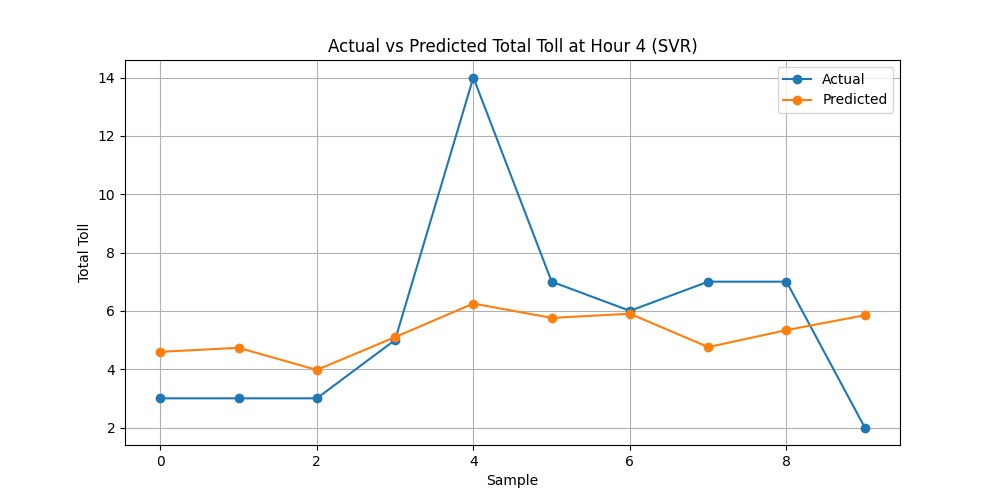 Actual vs Predicted Total Toll at Hour 4 (SVR)
Actual
Predicted
Total Toll
14
12
10
8
6
4
2
0 2 4 6 8
Sample